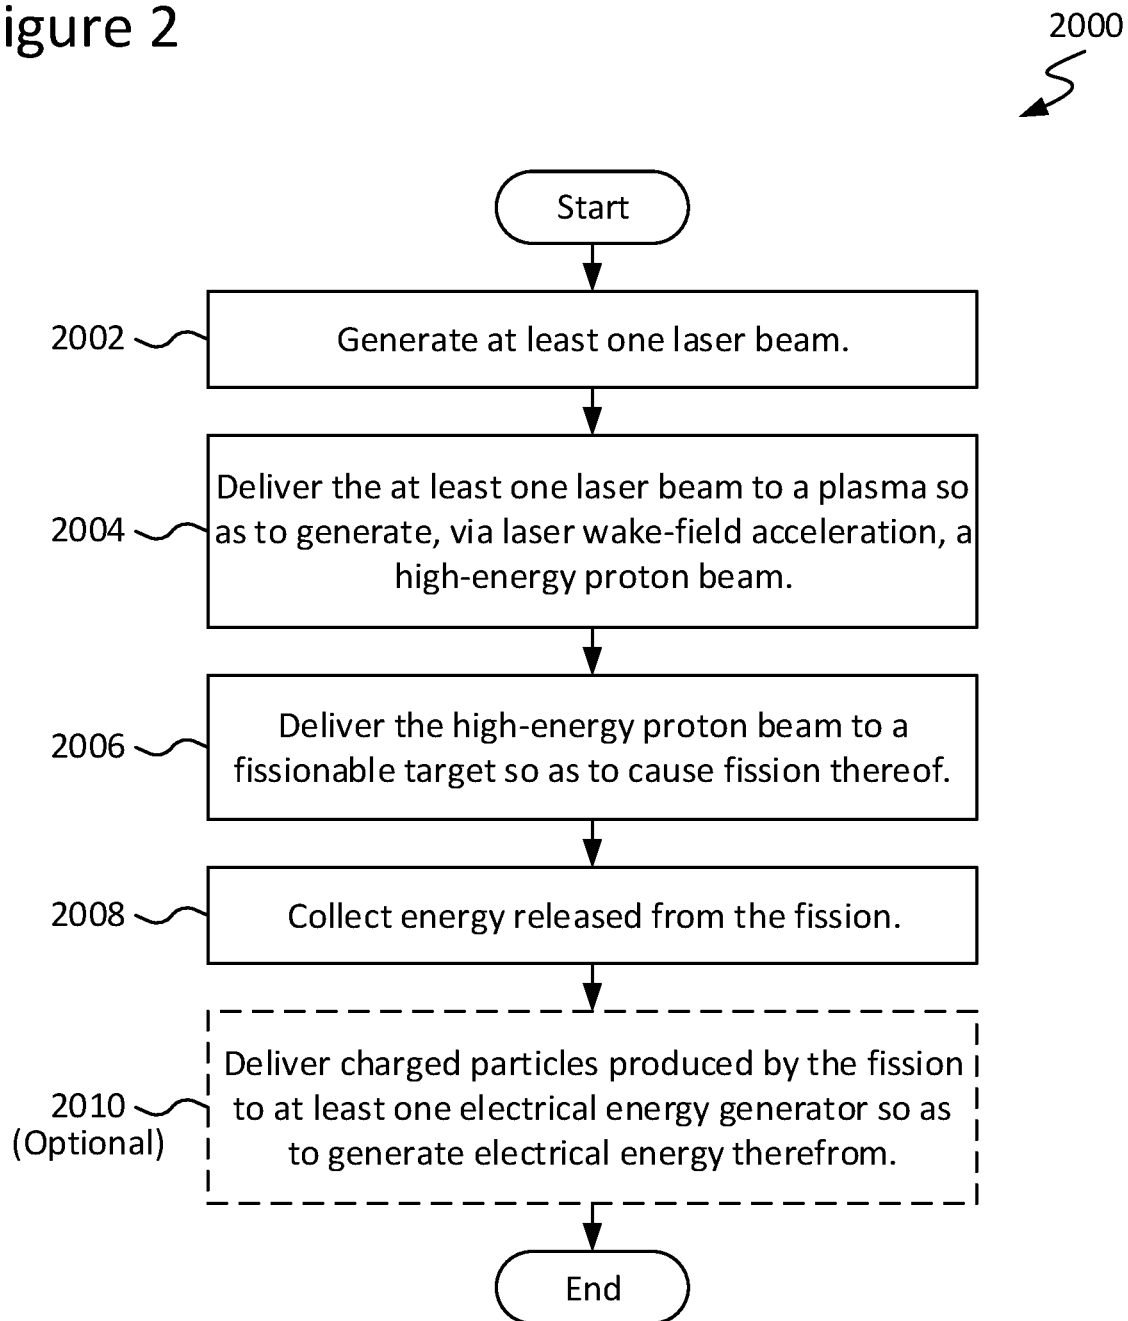 igure 2
2000
Start
2002
Generate at least one laser beam.
2004
Deliver the at least one laser beam to a plasma so
as to generate, via laser wake-field acceleration, a
high-energy proton beam.
2006
Deliver the high-energy proton beam to a
fissionable target so as to cause fission thereof.
2008
Collect energy released from the fission.
2010
(Optional)
Deliver charged particles produced by the fission
to at least one electrical energy generator so as
to generate electrical energy therefrom.
End